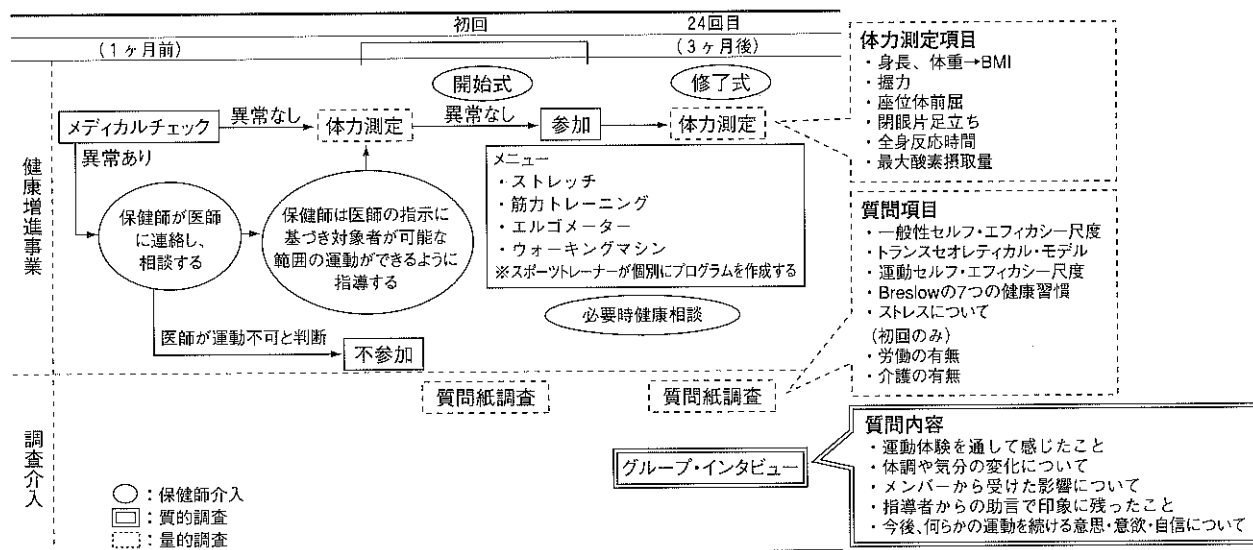 初回
24回目
(1ヶ月前)
(3ヶ月後)
開始式
修了式
健康増進事業
メディカルチェック
異常なし
体力測定
異常なし
参加
体力測定
異常あり
保健師が医師
に連絡し、
相談する
保健師は医師の指示に
基づき対象者が可能な
範囲の運動ができるように
指導する
メニュー
・ストレッチ
・筋力トレーニング
・エルゴメーター
・ウォーキングマシン
※スポーツトレーナーが個別にプログラムを作成する
必要時健康相談
医師が運動不可と判断
不参加
体力測定項目
・身長、体重→BMI
・握力
・座位体前屈
・閉眼片足立ち
・全身反応時間
・最大酸素摂取量
質問項目
・一般性セルフ・エフィカシー尺度
・トランスセオレティカル・モデル
・運動セルフ・エフィカシー尺度
・Breslowの7つの健康習慣
・ストレスについて
(初回のみ)
・労働の有無
・介護の有無
調査介入
質問紙調査
質問紙調査
グループ・インタビュー
質問内容
・運動体験を通して感じたこと
・体調や気分の変化について
・メンバーから受けた影響について
・指導者からの助言で印象に残ったこと
・今後、何らかの運動を続ける意思・意欲・自信について
：保健師介入
：質的調査
：量的調査